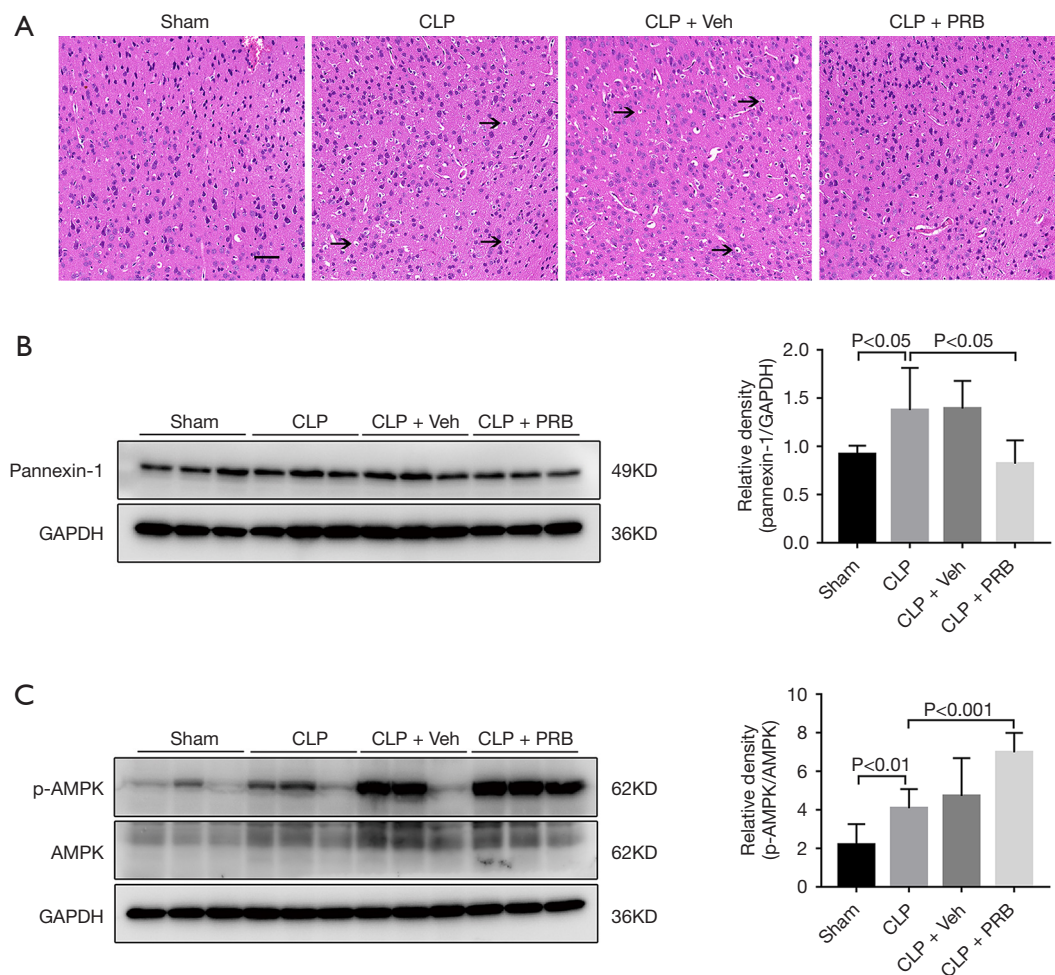 A
Sham
CLP
CLP + Veh
CLP + PRB
B
Sham
CLP
CLP + Veh
CLP + PRB
Pannexin-1
49KD
GAPDH
36KD
Relative density
(pannexin-1/GAPDH)
2.0
1.5
1.0
0.5
0.0
P<0.05
P<0.05
Sham
CLP
CLP + Veh
CLP + PRB
C
Sham
CLP
CLP + Veh
CLP + PRB
p-AMPK
62KD
AMPK
62KD
GAPDH
36KD
Relative density
(p-AMPK/AMPK)
10
8
6
4
2
0
P<0.01
P<0.001
Sham
CLP
CLP + Veh
CLP + PRB